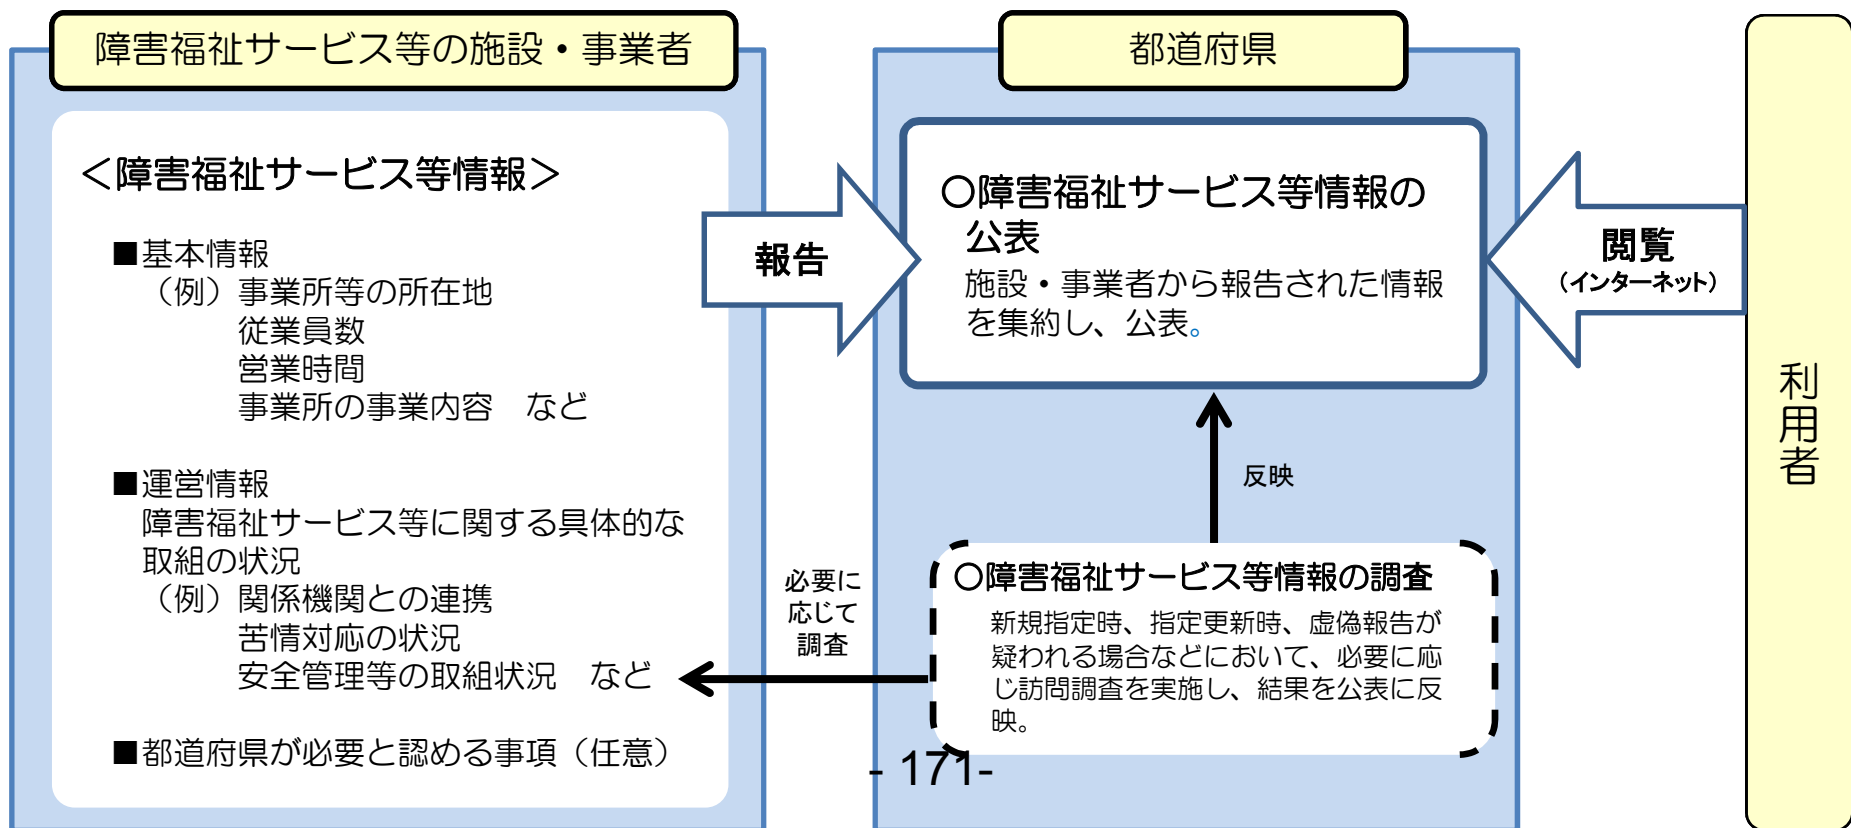 障害福祉サービス等の施設・事業者
＜障害福祉サービス等情報＞
■基本情報
（例）事業所等の所在地
従業員数
営業時間
事業所の事業内容　など
■運営情報
障害福祉サービス等に関する具体的な
取組の状況
（例）関係機関との連携
苦情対応の状況
安全管理等の取組状況　など
■都道府県が必要と認める事項（任意）
報告
必要に
応じて
調査
都道府県
○障害福祉サービス等情報の
公表
施設・事業者から報告された情報
を集約し、公表。
反映
○障害福祉サービス等情報の調査
新規指定時、指定更新時、虚偽報告が
疑われる場合などにおいて、必要に応
じ訪問調査を実施し、結果を公表に反
映。
閲覧
（インターネット）
利用者
- 171-